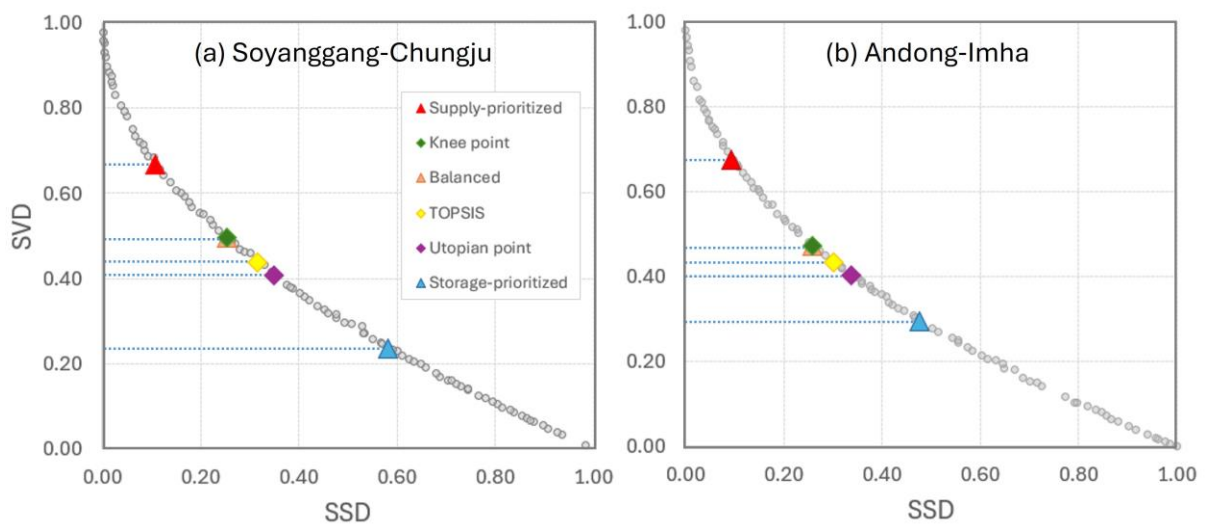 (a) Soyanggang-Chungju
SVD
1.00
0.80
0.60
0.40
0.20
0.00
Supply-prioritized
Knee point
Balanced
TOPSIS
Utopian point
Storage-prioritized
0.00 0.20 0.40 0.60 0.80 1.00
SSD
(b) Andong-Imha
1.00
0.80
0.60
0.40
0.20
0.00
0.00 0.20 0.40 0.60 0.80 1.00
SSD